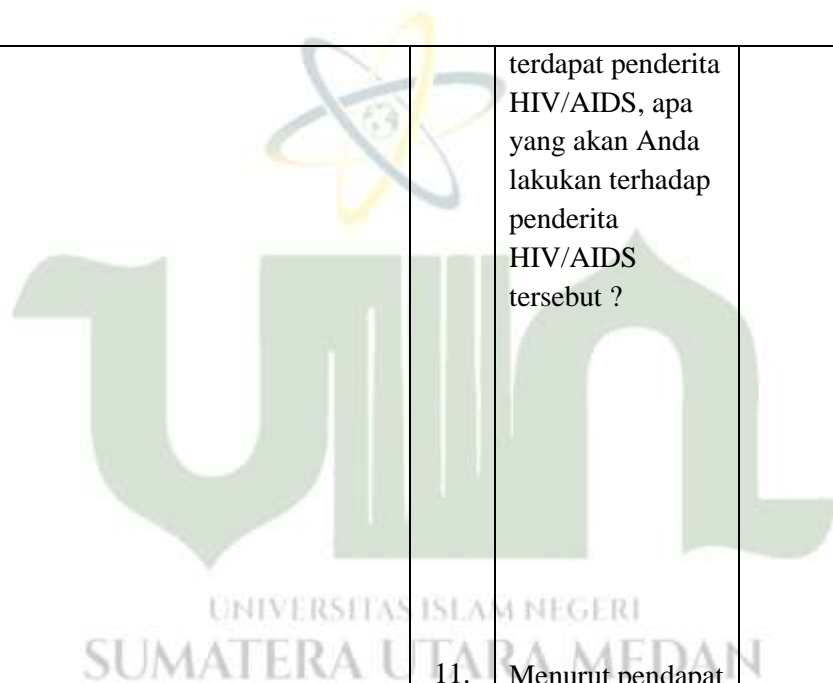 terdapat penderita
HIV/AIDS, apa
yang akan Anda
lakukan terhadap
penderita
HIV/AIDS
tersebut ?
UNIVERSITAS ISLAM NEGERI
SUMATERA UTARA MEDAN
11. Menurut pendapat